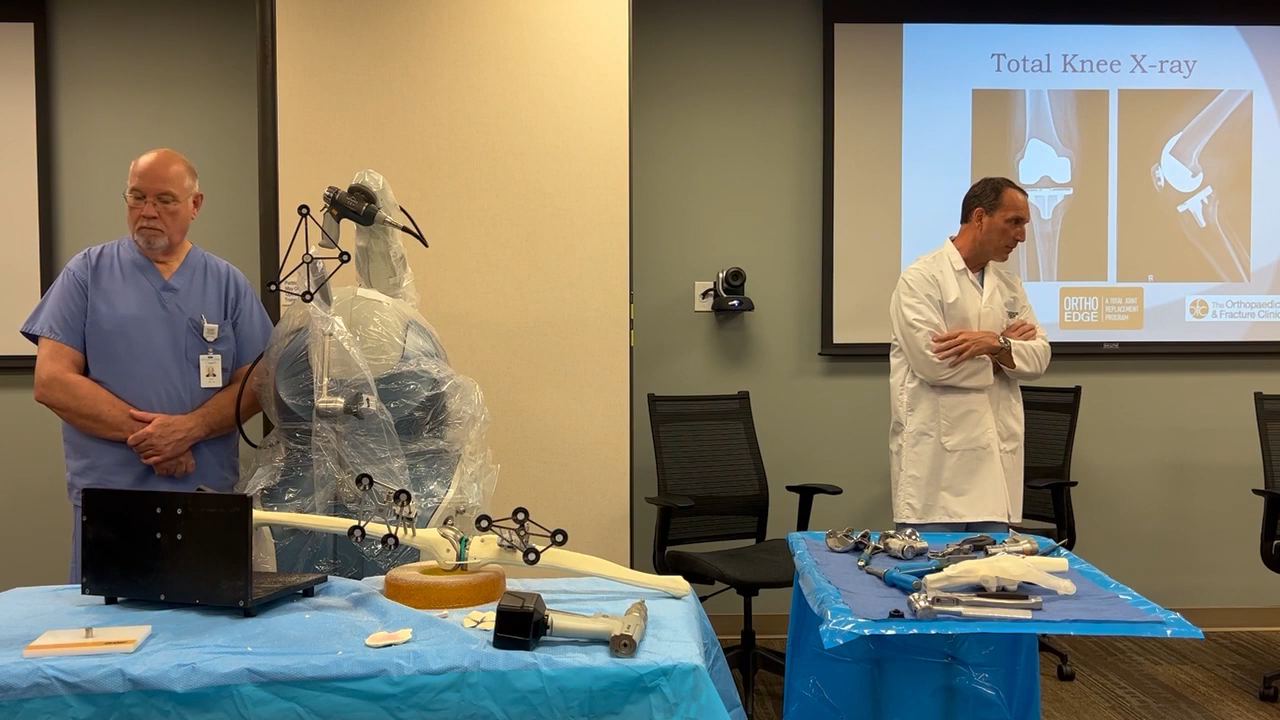 Total Knee X-ray
ORTHO
EDGE
A TOTAL JOINT
REPLACEMENT
PROGRAM
The Orthopaedic
& Fracture Clinic